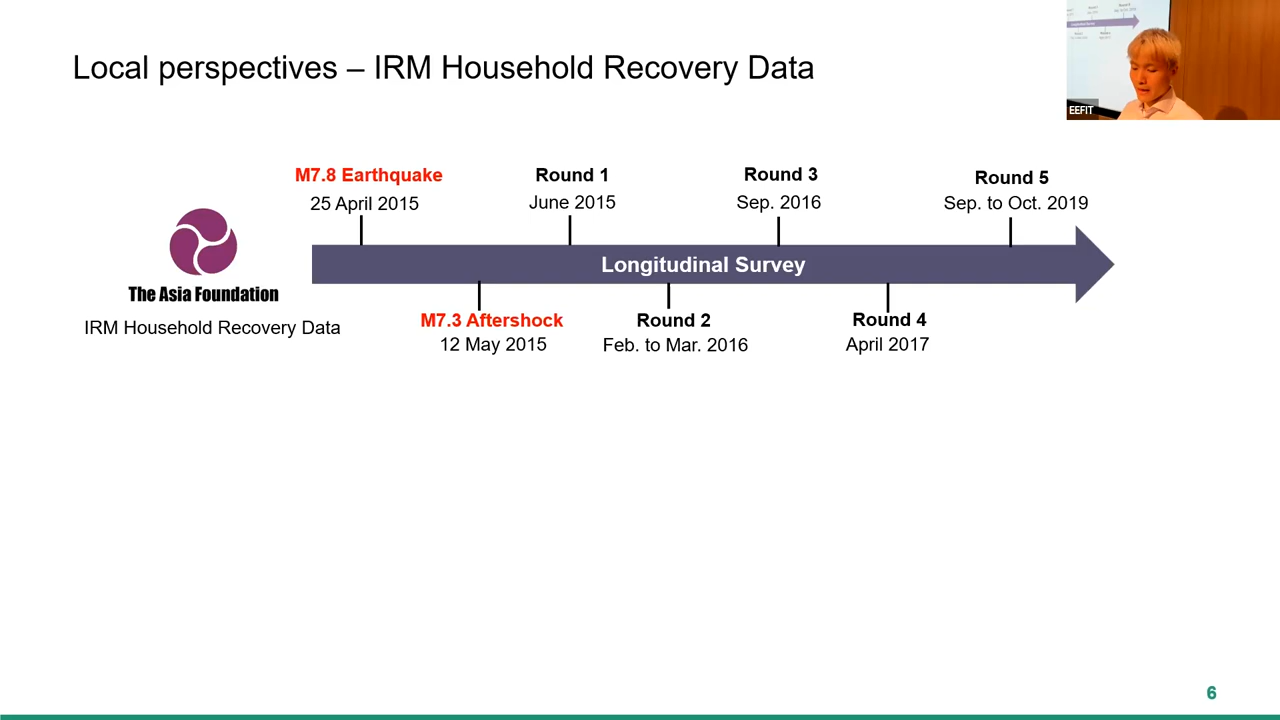 Local perspectives – IRM Household Recovery Data
EEFIT
M7.8 Earthquake
25 April 2015
Round 1
June 2015
Round 3
Sep. 2016
Round 5
Sep. to Oct. 2019
Longitudinal Survey
The Asia Foundation
IRM Household Recovery Data
M7.3 Aftershock
12 May 2015
Round 2
Feb. to Mar. 2016
Round 4
April 2017
6